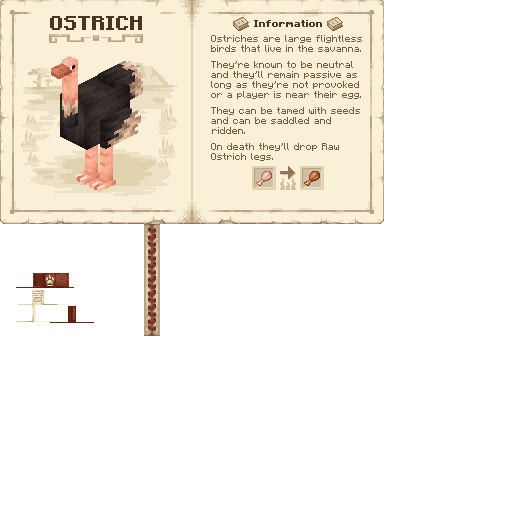 OSTRICH
Information
Ostriches are large flightless
birds that live in the savanna.
They're known to be neutral
and they'll remain passive as
long as they're not provoked
or a player is near their egg.
They can be tamed with seeds
and can be saddled and
ridden.
On death they'll drop Raw
Ostrich legs.